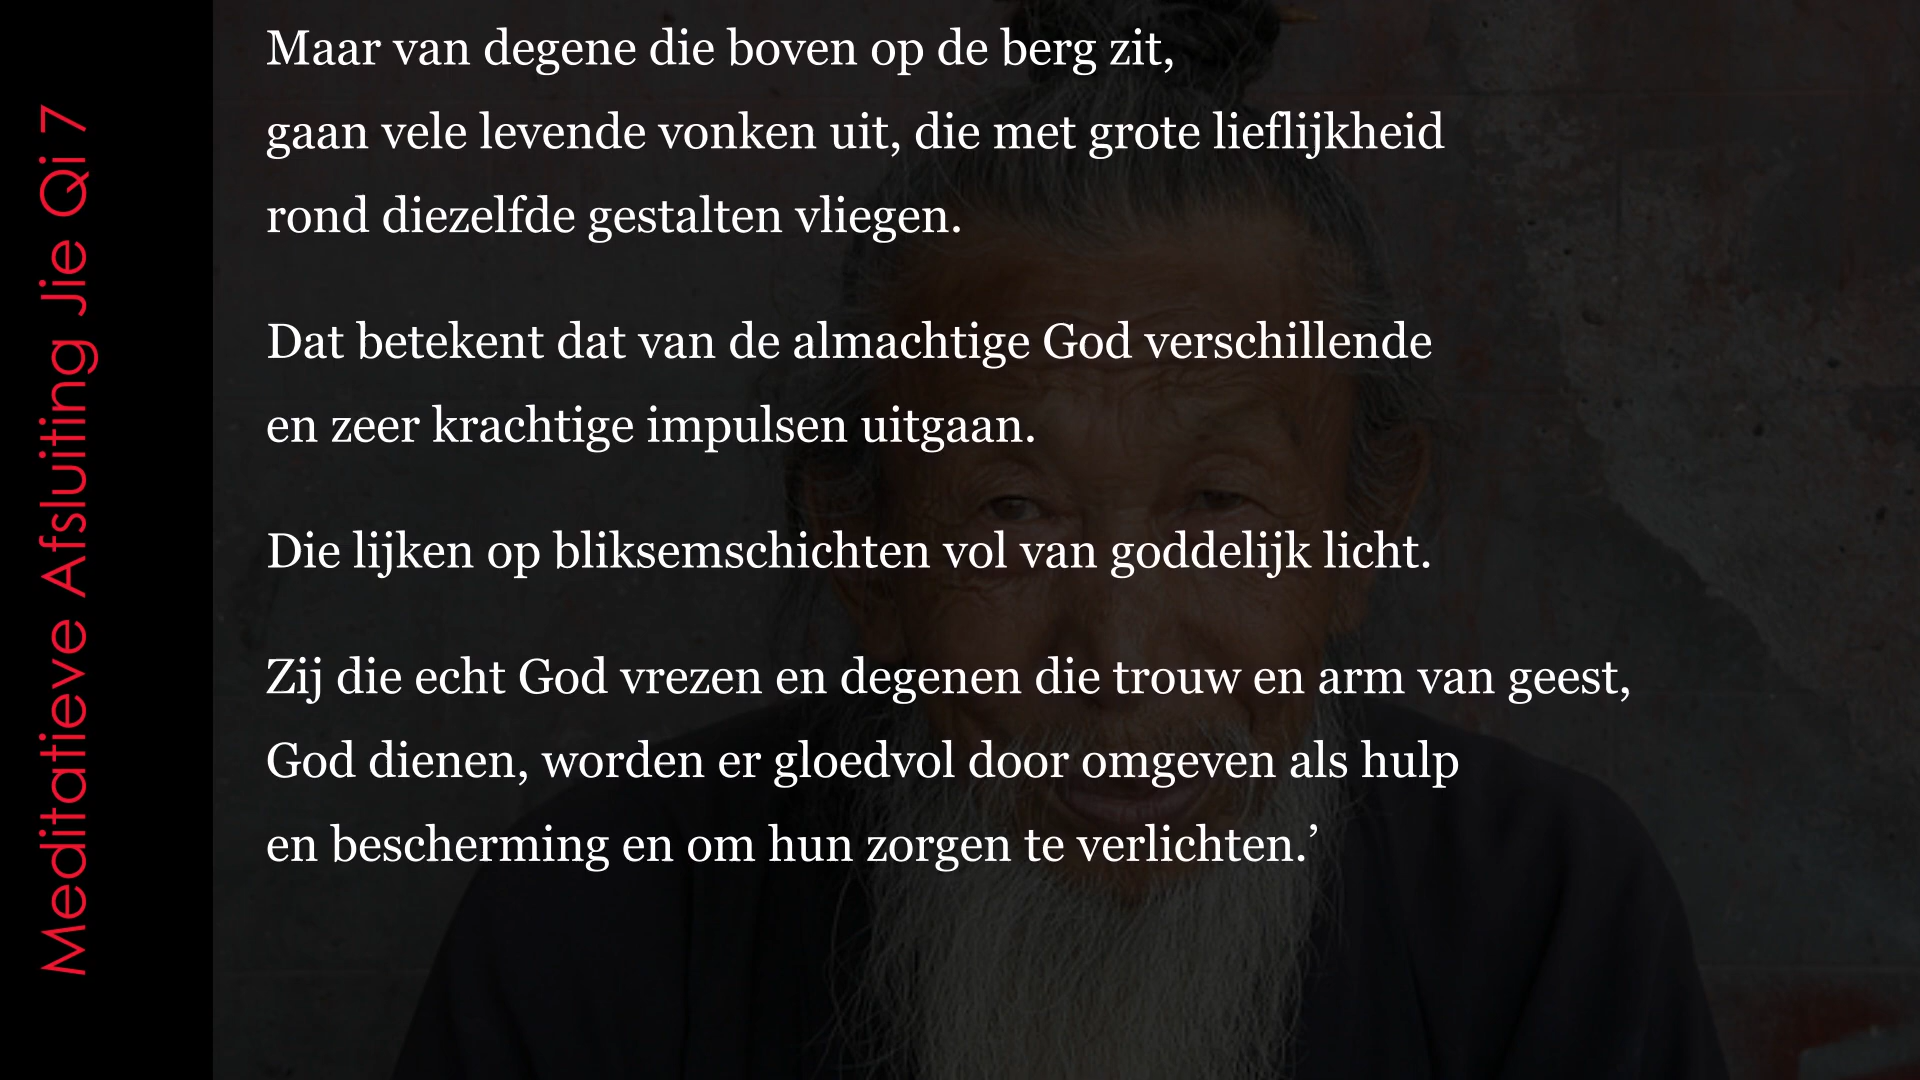 Meditatieve Afsluiting Jie Qi 7
Maar van degene die boven op de berg zit,
gaan vele levende vonken uit, die met grote lieflijkheid
rond diezelfde gestalten vliegen.
Dat betekent dat van de almachtige God verschillende
en zeer krachtige impulsen uitgaan.
Die lijken op bliksemschichten vol van goddelijk licht.
Zij die echt God vrezen en degenen die trouw en arm van geest,
God dienen, worden er gloedvol door omgeven als hulp
en bescherming en om hun zorgen te verlichten.’